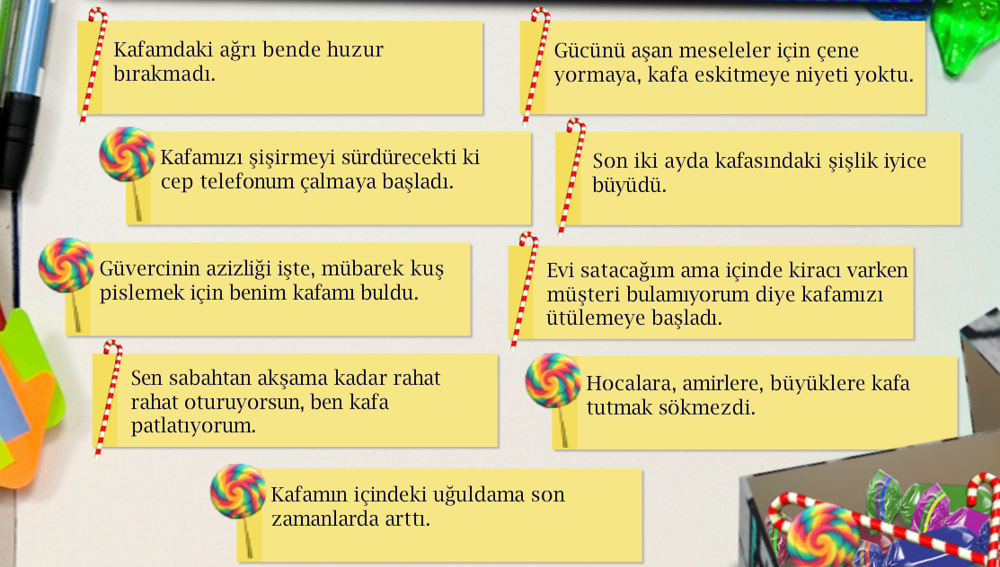 Kafamdaki ağrı bende huzur
bırakmadı.
Gücünü aşan meseleler için çene
yormaya, kafa eskitmeye niyeti yoktu.
Kafamızı şişirmeyi sürdürecekti ki
cep telefonum çalmaya başladı.
Son iki ayda kafasındaki şişlik iyice
büyüdü.
Güvercinin azizliği işte, mübarek kuş
pislemek için benim kafamı buldu.
Evi satacağım ama içinde kiracı varken
müşteri bulamıyorum diye kafamızı
ütülemeye başladı.
Sen sabahtan akşama kadar rahat
rahat oturuyorsun, ben kafa
patlatıyorum.
Hocalara, amirlere, büyüklere kafa
tutmak sökmezdi.
Kafamın içindeki uğuldama son
zamanlarda arttı.